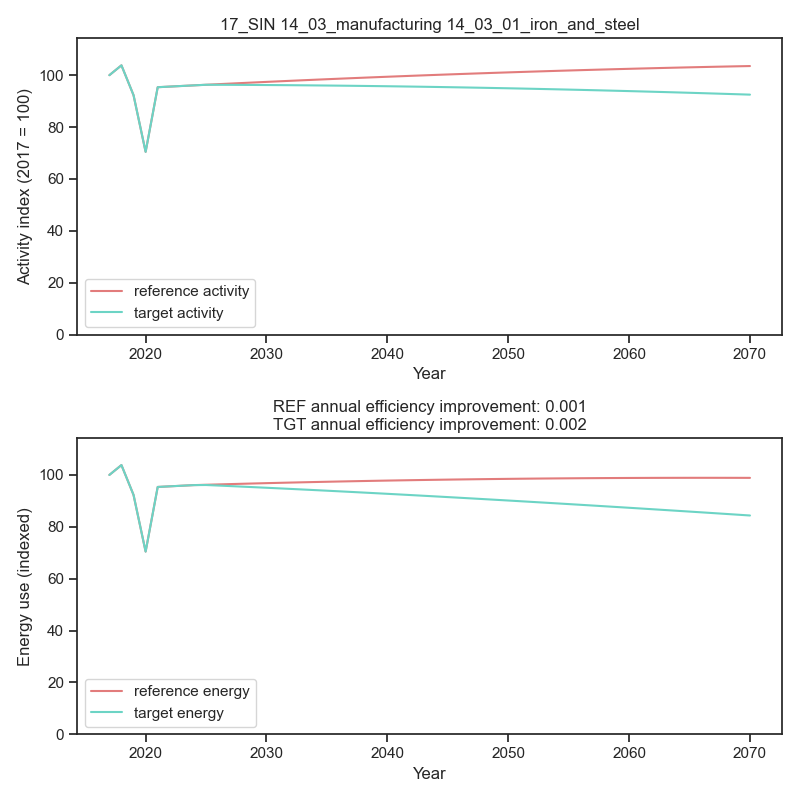 17_SIN 14_03_manufacturing 14_03_01_iron_and_steel
Activity index (2017 = 100)
100
80
60
40
20
0
reference activity
target activity
2020 2030 2040 2050 2060 2070
Year
REF annual efficiency improvement: 0.001
TGT annual efficiency improvement: 0.002
Energy use (indexed)
100
80
60
40
20
0
reference energy
target energy
2020 2030 2040 2050 2060 2070
Year